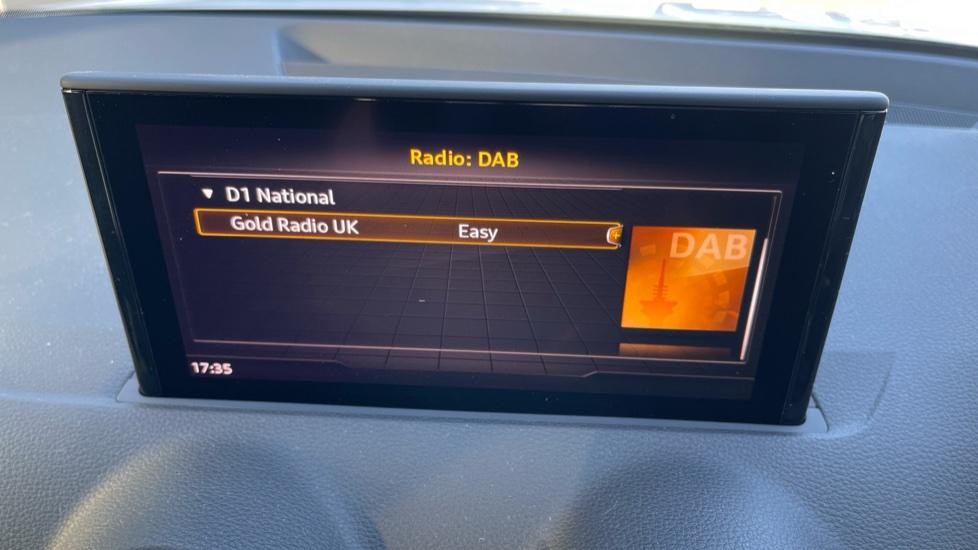 Radio: DAB
D1 National
Gold Radio UK Easy
DAB
17:35